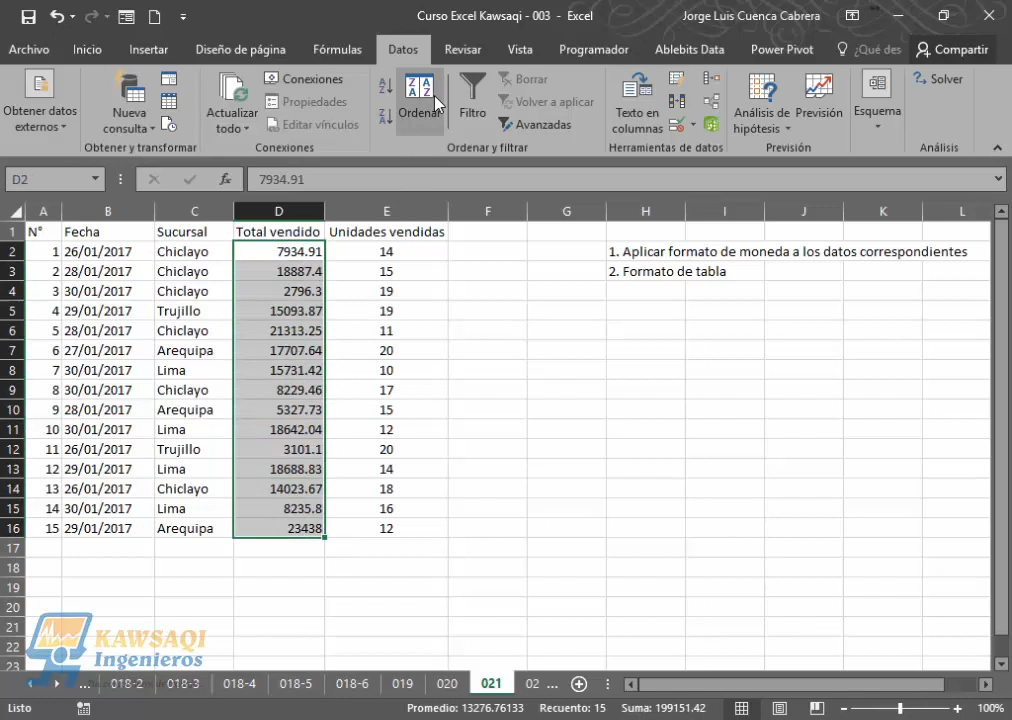 Curso Excel Kawsaqi - 003 - Excel
Jorge Luis Cuenca Cabrera
Archivo Inicio Insertar Diseño de página Fórmulas Datos Revisar Vista Programador Ablebits Data Power Pivot ¿Qué des Compartir
Obtener datos externos
Nueva consulta
Obtener y transformar
Actualizar todo
Conexiones
Propiedades
Editar vínculos
Conexiones
Ordenar
Filtro
Borrar
Volver a aplicar
Avanzadas
Ordenar y filtrar
Texto en columnas
Herramientas de datos
Análisis de hipótesis
Previsión
Previsión
Esquema
Solver
Análisis
D2 fx 7934.91
A B C D E F G H I J K L
1 N° Fecha Sucursal Total vendido Unidades vendidas
2 1 26/01/2017 Chiclayo 7934.91 14 1. Aplicar formato de moneda a los datos correspondientes
3 2 28/01/2017 Chiclayo 18887.4 15 2. Formato de tabla
4 3 30/01/2017 Chiclayo 2796.3 19
5 4 29/01/2017 Trujillo 15093.87 19
6 5 28/01/2017 Chiclayo 21313.25 11
7 6 27/01/2017 Arequipa 17707.64 20
8 7 30/01/2017 Lima 15731.42 10
9 8 30/01/2017 Chiclayo 8229.46 17
10 9 28/01/2017 Arequipa 5327.73 15
11 10 30/01/2017 Lima 18642.04 12
12 11 26/01/2017 Trujillo 3101.1 20
13 12 29/01/2017 Lima 18688.83 14
14 13 26/01/2017 Chiclayo 14023.67 18
15 14 30/01/2017 Lima 8235.8 16
16 15 29/01/2017 Arequipa 23438 12
17
18
19
20
21
22
23
KAWSAQI
Ingenieros
... 018-2 018-3 018-4 018-5 018-6 019 020 021 02 ...
Listo Promedio: 13276.76133 Recuento: 15 Suma: 199151.42 100%